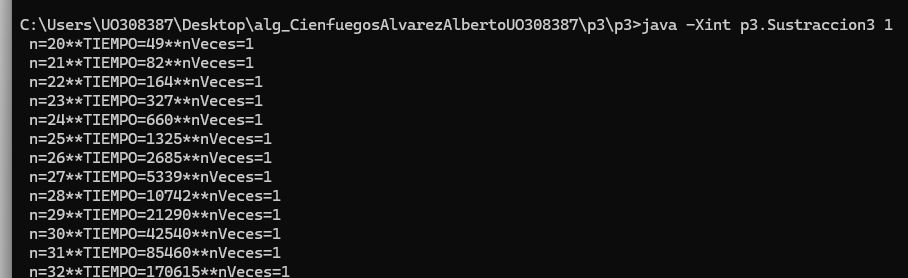 C:\Users\UO308387\Desktop\alg_CienfuegosAlvarezAlbertoUO308387\p3\p3>java -Xint p3.Sustraccion3 1
n=20**TIEMPO=49**nVeces=1
n=21**TIEMPO=82**nVeces=1
n=22**TIEMPO=164**nVeces=1
n=23**TIEMPO=327**nVeces=1
n=24**TIEMPO=660**nVeces=1
n=25**TIEMPO=1325**nVeces=1
n=26**TIEMPO=2685**nVeces=1
n=27**TIEMPO=5339**nVeces=1
n=28**TIEMPO=10742**nVeces=1
n=29**TIEMPO=21290**nVeces=1
n=30**TIEMPO=42540**nVeces=1
n=31**TIEMPO=85460**nVeces=1
n=32**TIEMPO=170615**nVeces=1